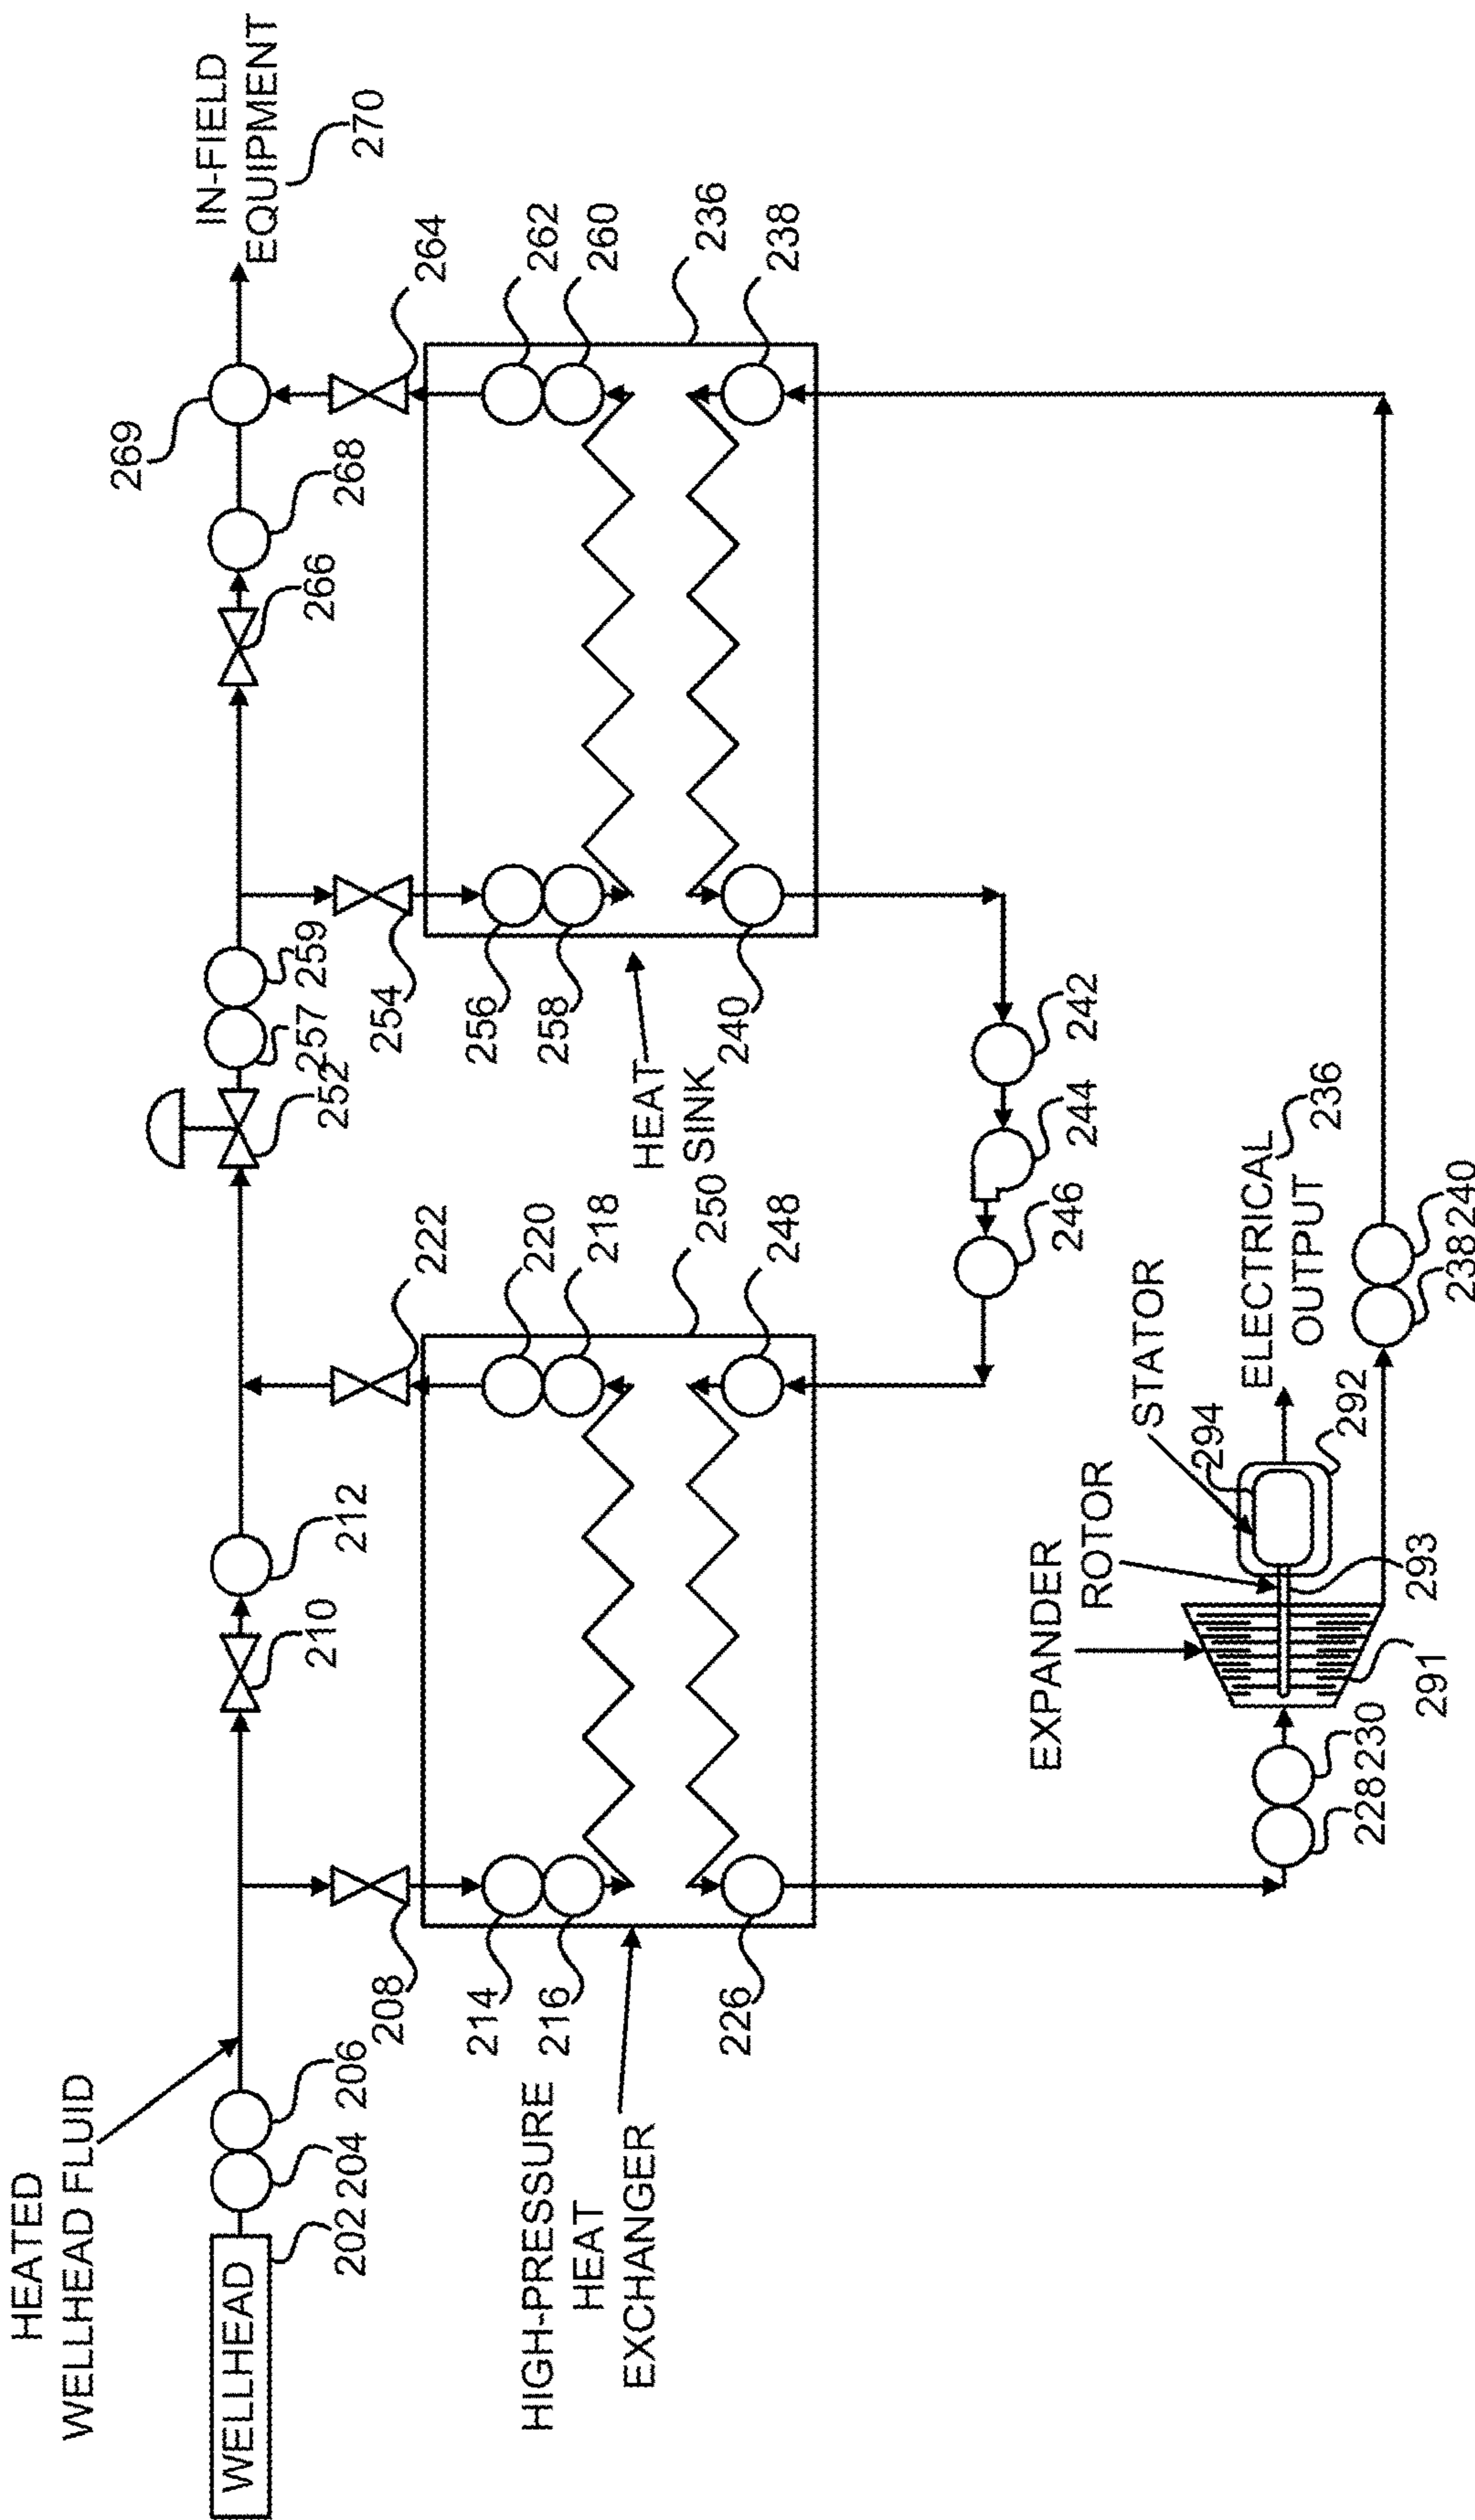 HEATED
WELLHEAD FLUID
WELLHEAD
202
204
206
208
210
212
214
216
HIGH-PRESSURE
HEAT
EXCHANGER
226
222
220
218
250
248
252
257
259
254
256
258
HEAT
SINK
240
242
244
246
266
268
269
IN-FIELD
EQUIPMENT
270
264
262
260
236
238
EXPANDER
ROTOR
STATOR
294
ELECTRICAL
OUTPUT
236
292
293
291
228
230
238
240